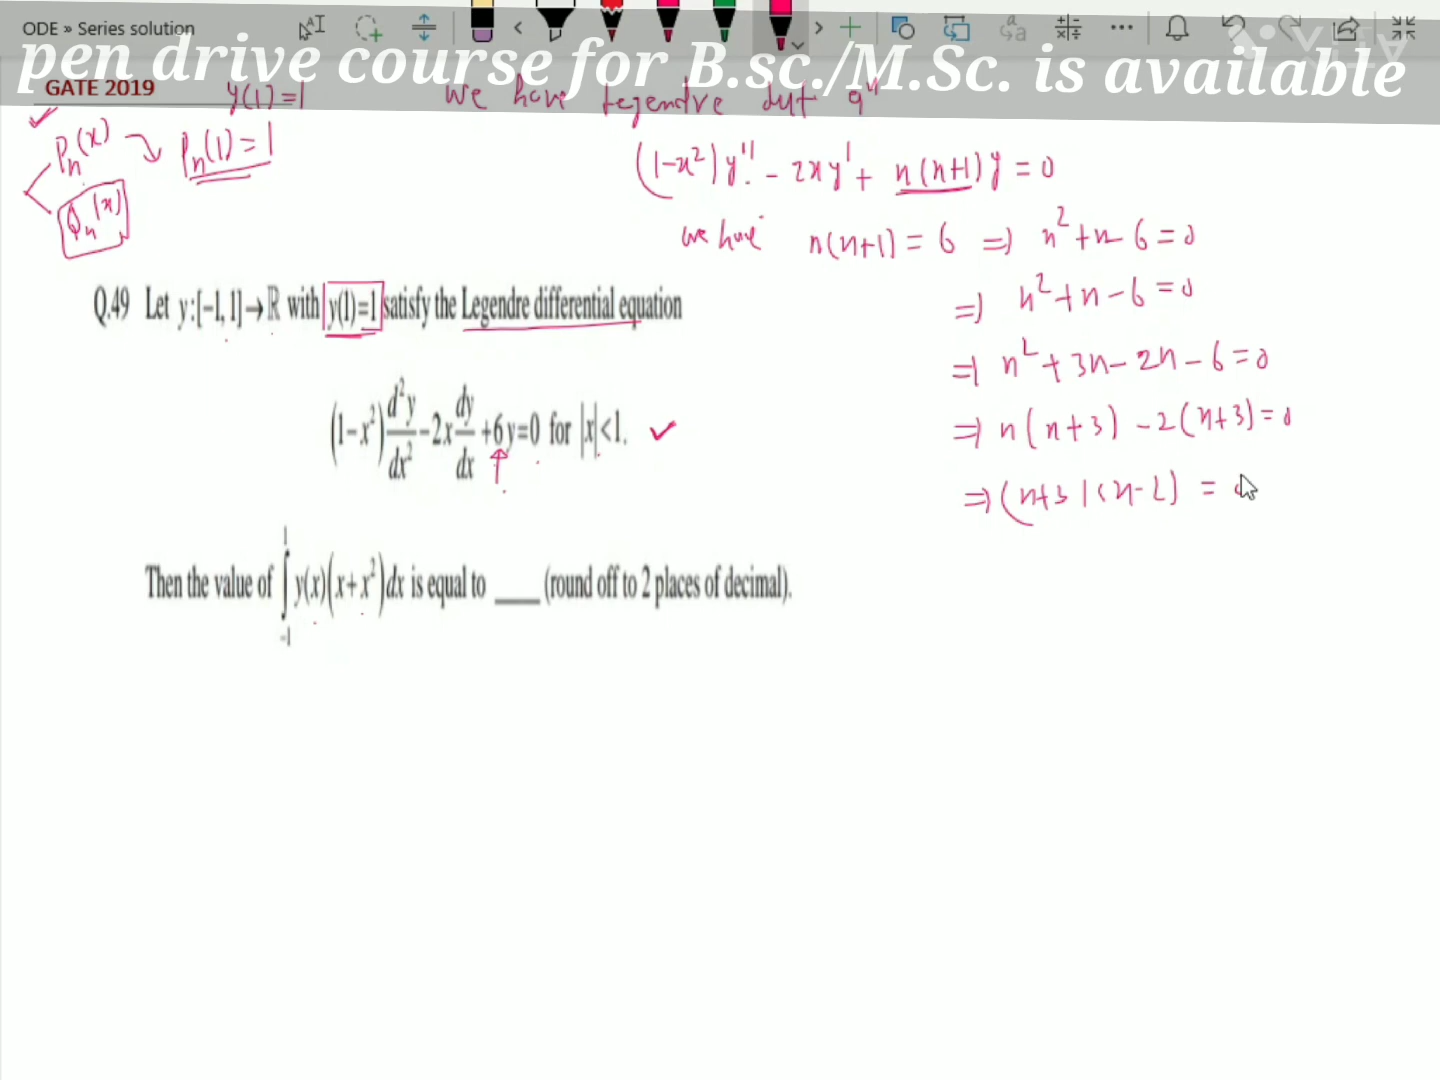 ODE » Series solution
pen drive course for B.sc./M.Sc. is available
GATE 2019
y(1)=1
We have Legendre
Pn(x)
Pn(1)=1
Qn(x)
(1-x²)y'' - 2xy' + n(n+1)y = 0
we have n(n+1) = 6 ⇒ n²+n-6=0
⇒ n²+n-6=0
⇒ n²+3n-2n-6=0
⇒ n(n+3) -2(n+3)=0
⇒ (n+3)(n-2) =
Q.49 Let y:[-1, 1]→ℝ with y(1)=1 satisfy the Legendre differential equation
(1-x²) d²y/dx² - 2x dy/dx + 6y=0 for |x|<1.
Then the value of ∫₋₁¹ y(x)(x+x²)dx is equal to ____ (round off to 2 places of decimal).